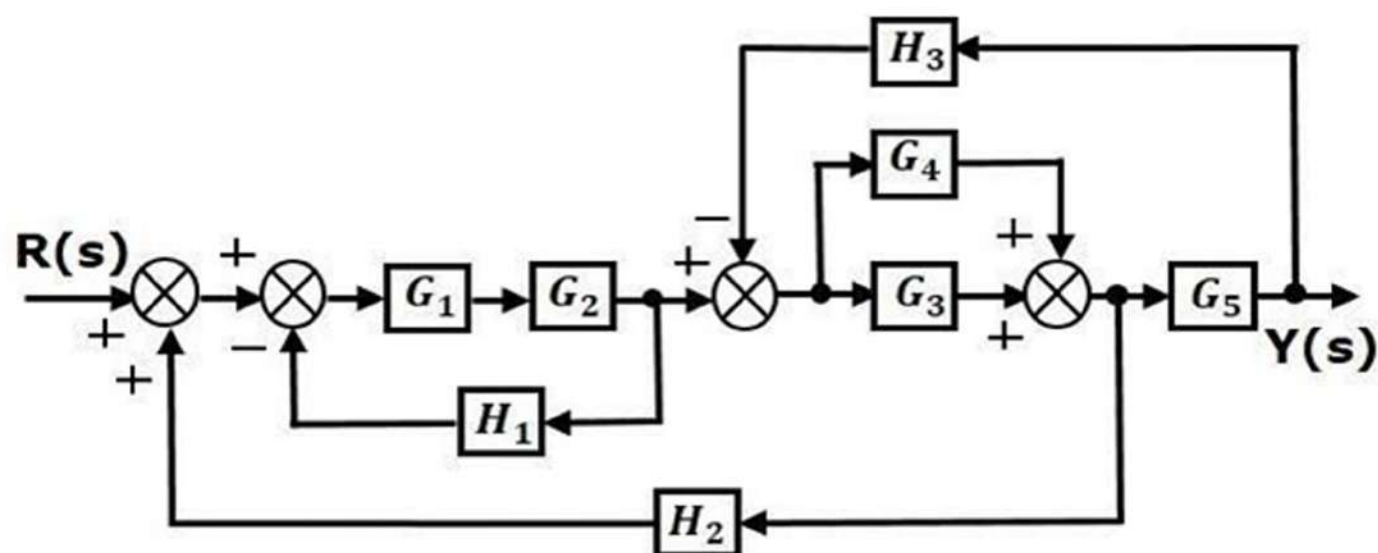 H₃
G₄
− +
R(s) + + G₁ G₂ G₃ G₅
+ − + Y(s)
+
H₁
H₂